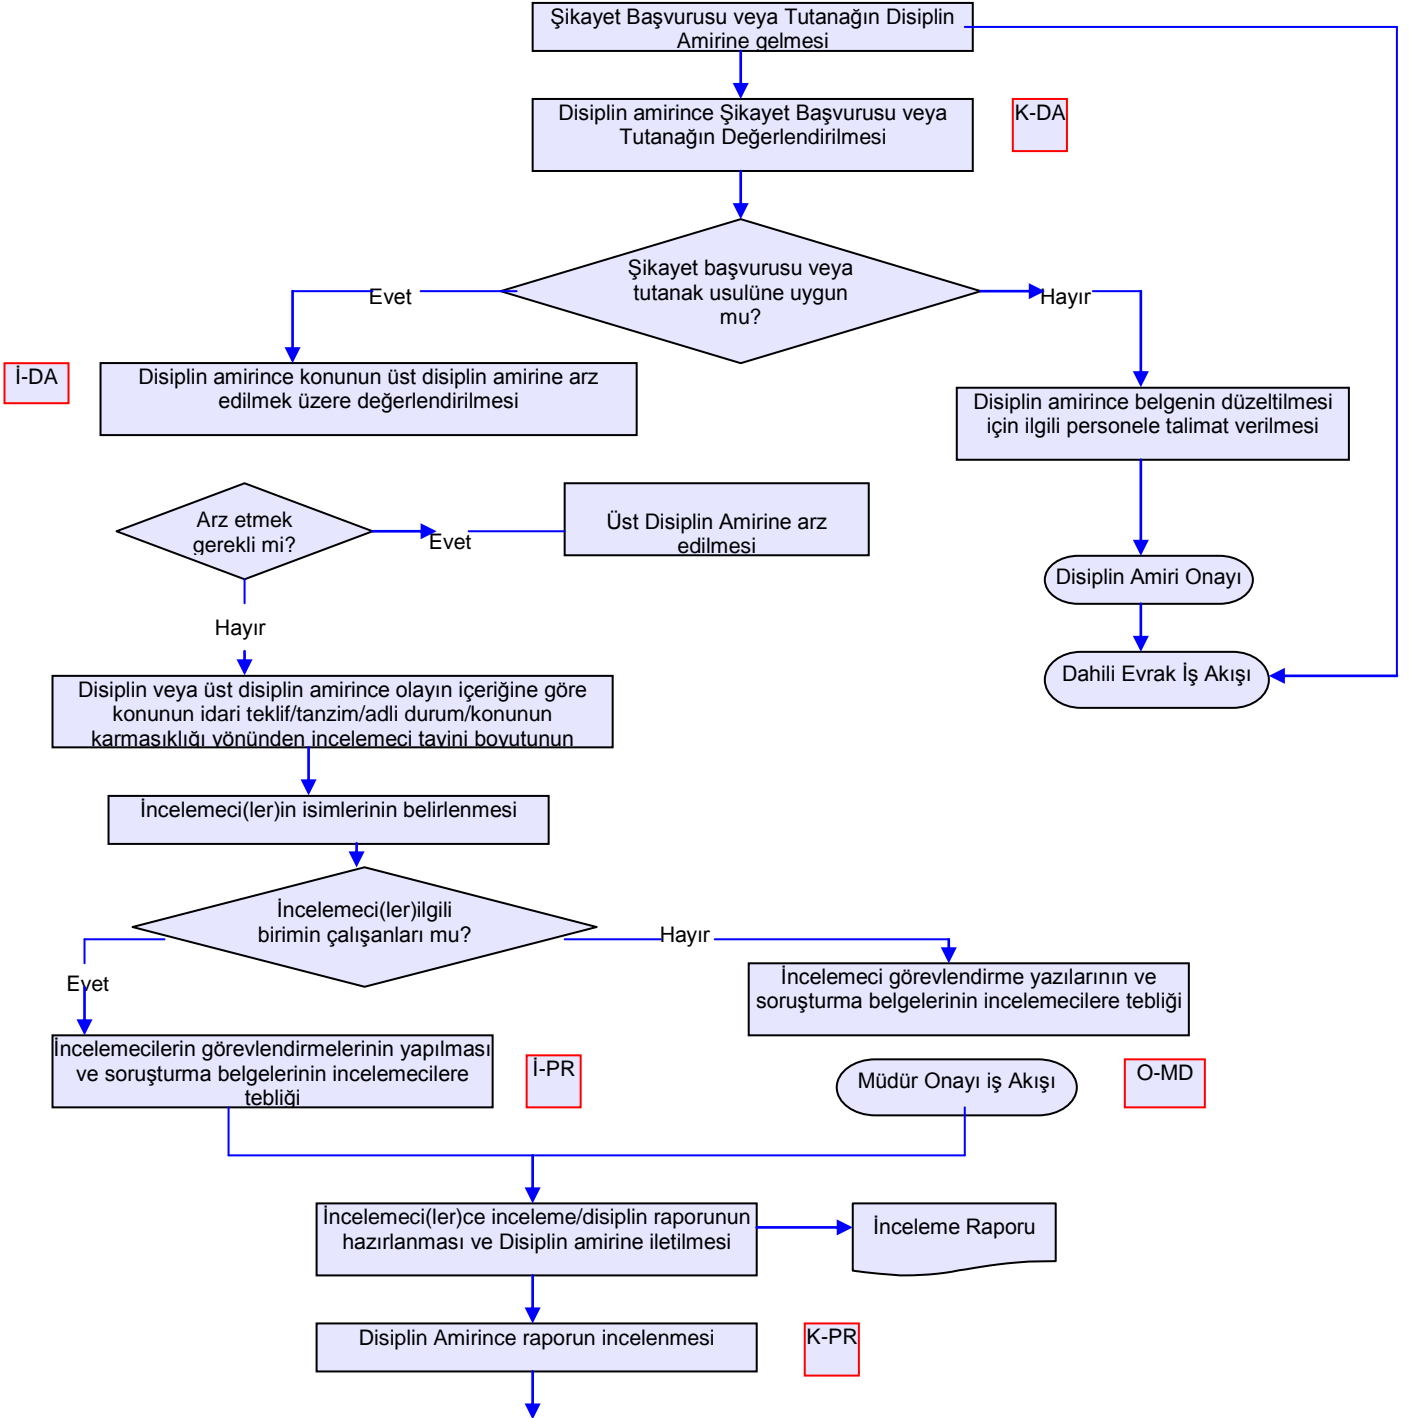 Şikayet Başvurusu veya Tutanağın Disiplin
Amirine gelmesi
Disiplin amirince Şikayet Başvurusu veya
Tutanağın Değerlendirilmesi
K-DA
Şikayet başvurusu veya
tutanak usulüne uygun
mu?
Evet
Hayır
İ-DA
Disiplin amirince konunun üst disiplin amirine arz
edilmek üzere değerlendirilmesi
Disiplin amirince belgenin düzeltilmesi
için ilgili personele talimat verilmesi
Arz etmek
gerekli mi?
Evet
Üst Disiplin Amirine arz
edilmesi
Disiplin Amiri Onayı
Hayır
Dahili Evrak İş Akışı
Disiplin veya üst disiplin amirince olayın içeriğine göre
konunun idari teklif/tanzim/adli durum/konunun
karmaşıklığı yönünden incelemeci tayini boyutunun
İncelemeci(ler)in isimlerinin belirlenmesi
İncelemeci(ler)ilgili
birimin çalışanları mu?
Hayır
Evet
İncelemeci görevlendirme yazılarının ve
soruşturma belgelerinin incelemecilere tebliği
İncelemecilerin görevlendirmelerinin yapılması
ve soruşturma belgelerinin incelemecilere
tebliği
İ-PR
Müdür Onayı iş Akışı
O-MD
İncelemeci(ler)ce inceleme/disiplin raporunun
hazırlanması ve Disiplin amirine iletilmesi
İnceleme Raporu
Disiplin Amirince raporun incelenmesi
K-PR